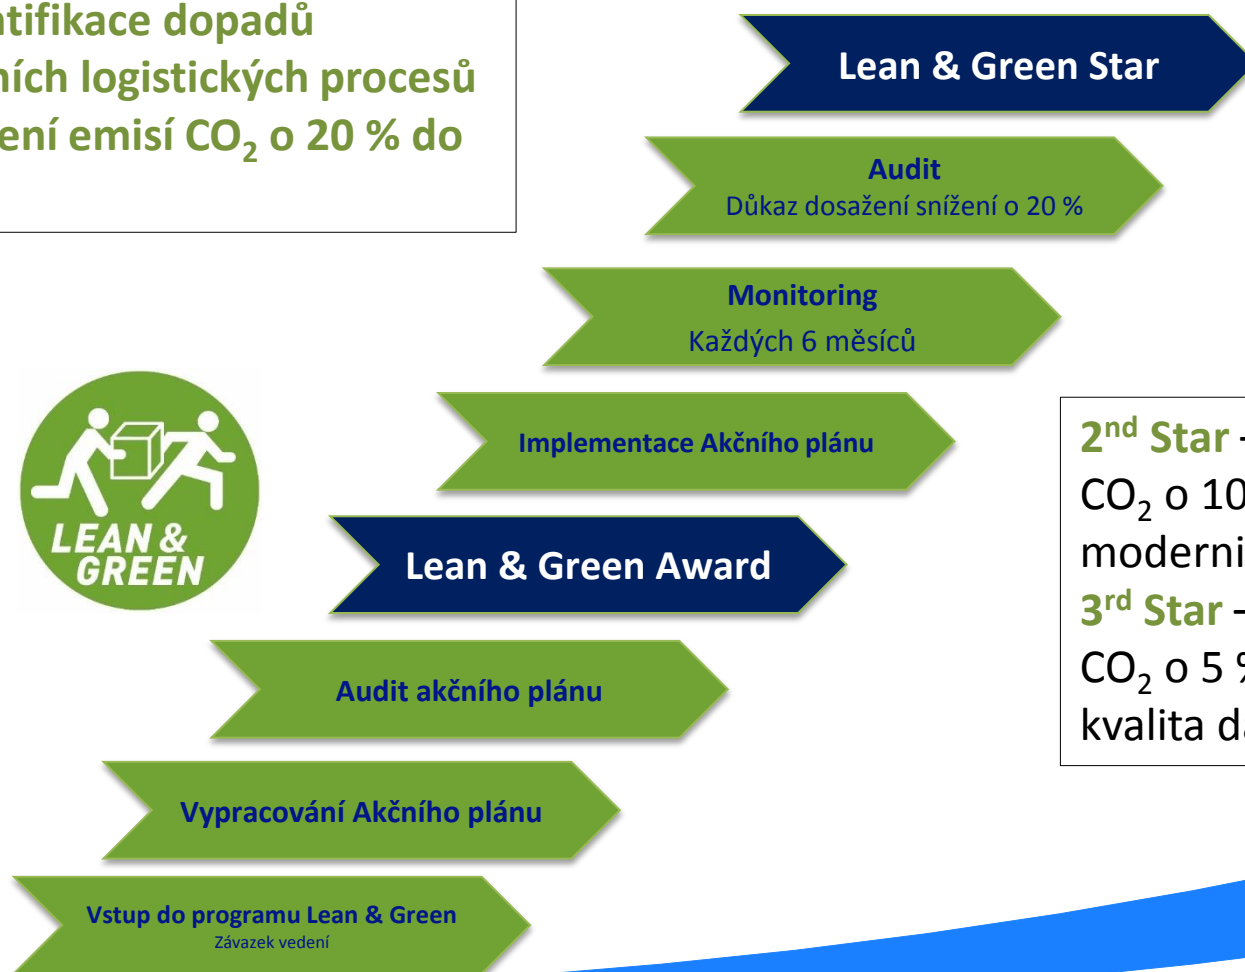 ntifikace dopadů
ních logistických procesů
ení emisí CO₂ o 20 % do
Lean & Green Star
Audit
Důkaz dosažení snížení o 20 %
Monitoring
Každých 6 měsíců
Implementace Akčního plánu
LEAN &
GREEN
Lean & Green Award
Audit akčního plánu
Vypracování Akčního plánu
Vstup do programu Lean & Green
Závazek vedení
2nd Star -
CO₂ o 10
moderni
3rd Star -
CO₂ o 5 %
kvalita d